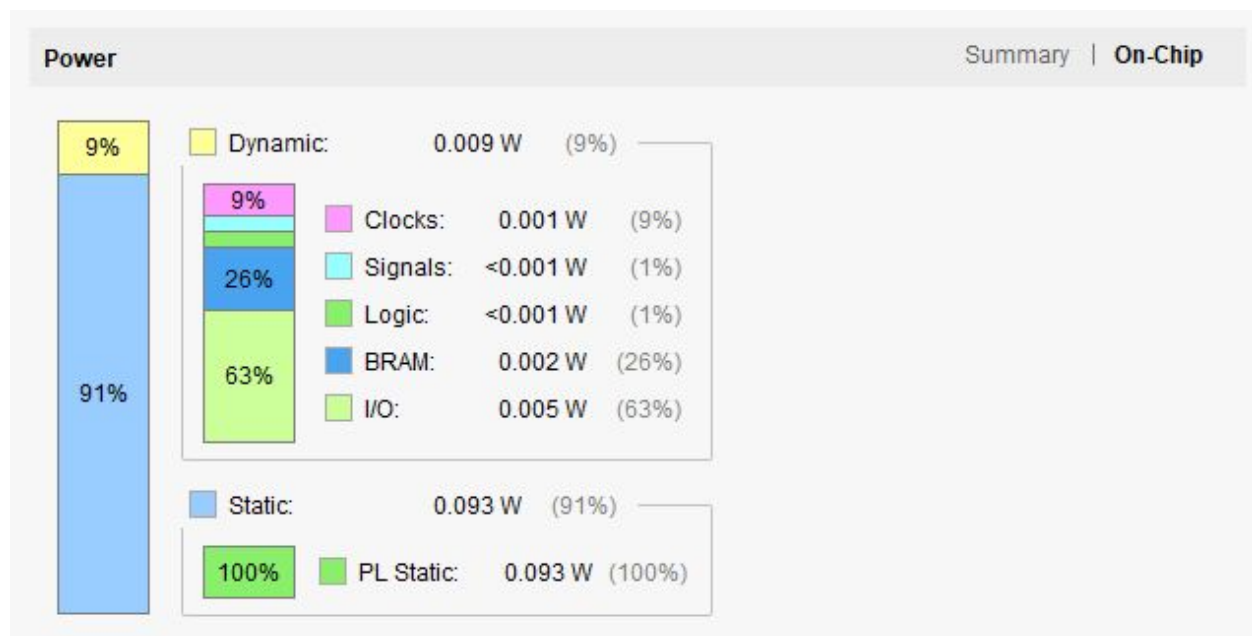 Power Summary | On-Chip
9% Dynamic: 0.009 W (9%)
9% Clocks: 0.001 W (9%)
Signals: <0.001 W (1%)
26% Logic: <0.001 W (1%)
BRAM: 0.002 W (26%)
63% I/O: 0.005 W (63%)
91%
Static: 0.093 W (91%)
100% PL Static: 0.093 W (100%)